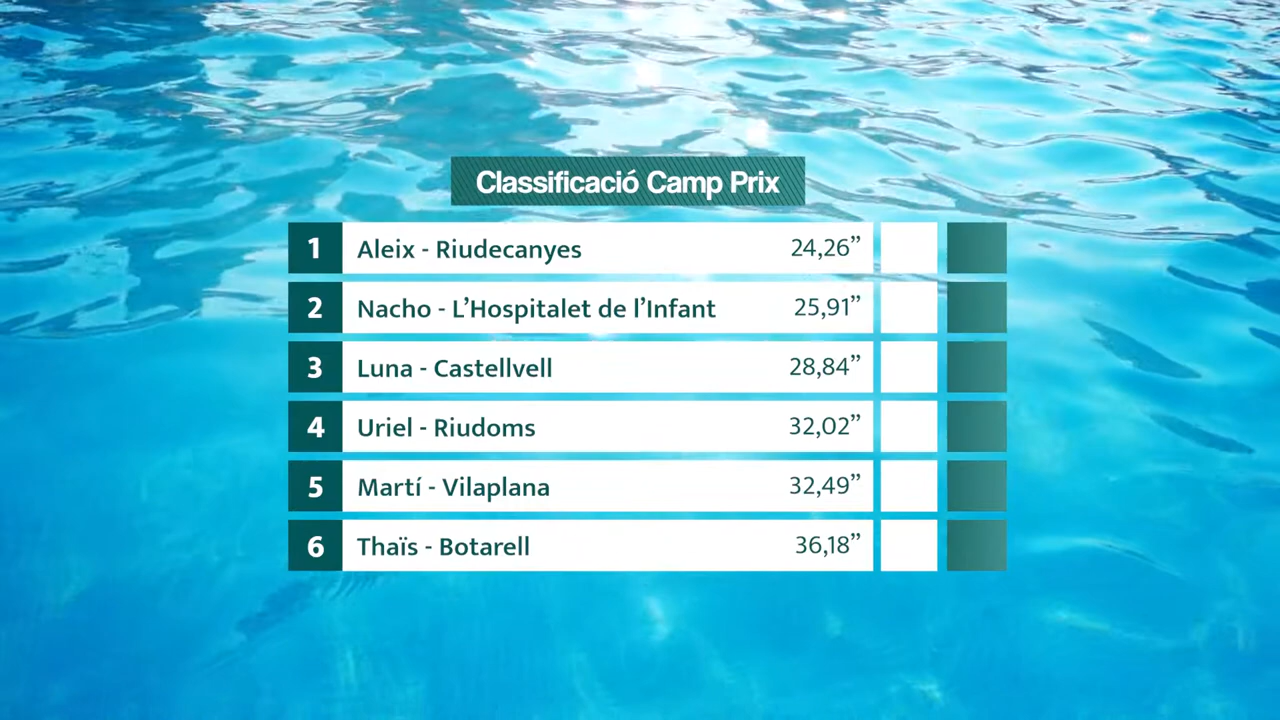 Classificació Camp Prix
1 Aleix - Riudecanyes 24,26”
2 Nacho - L’Hospitalet de l’Infant 25,91”
3 Luna - Castellvell 28,84”
4 Uriel - Riudoms 32,02”
5 Martí - Vilaplana 32,49”
6 Thaïs - Botarell 36,18”